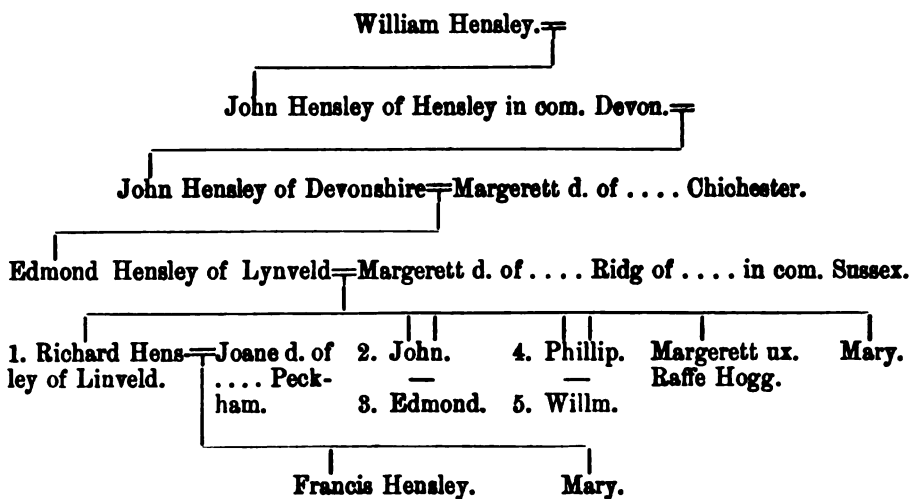 William Hensley.
John Hensley of Hensley in com. Devon.
John Hensley of Devonshire=Margerett d. of .... Chichester.
Edmond Hensley of Lynveld=Margerett d. of .... Ridg of .... in com. Sussex.
1. Richard Hens-
ley of Linveld.
Joane d. of
.... Peck-
ham.
2. John.
—
3. Edmond.
4. Phillip.
—
5. Willm.
Margerett ux.
Raffe Hogg.
Mary.
Francis Hensley.
Mary.